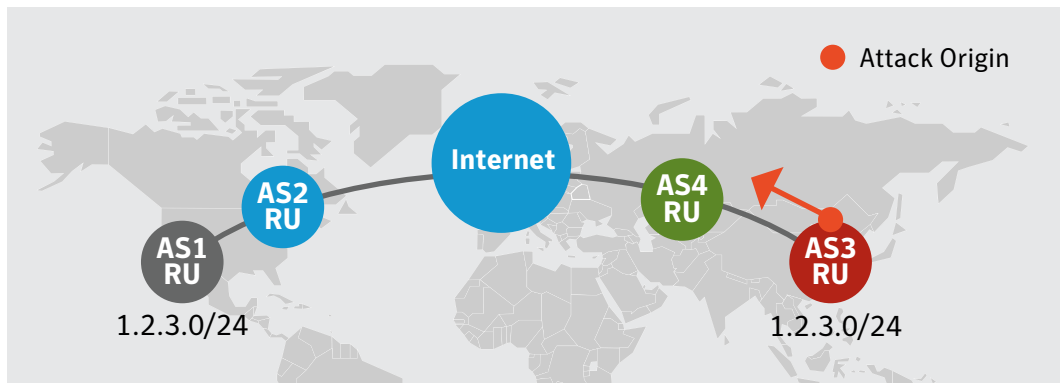 Attack Origin
Internet
AS2
RU
AS4
RU
AS1
RU
AS3
RU
1.2.3.0/24
1.2.3.0/24